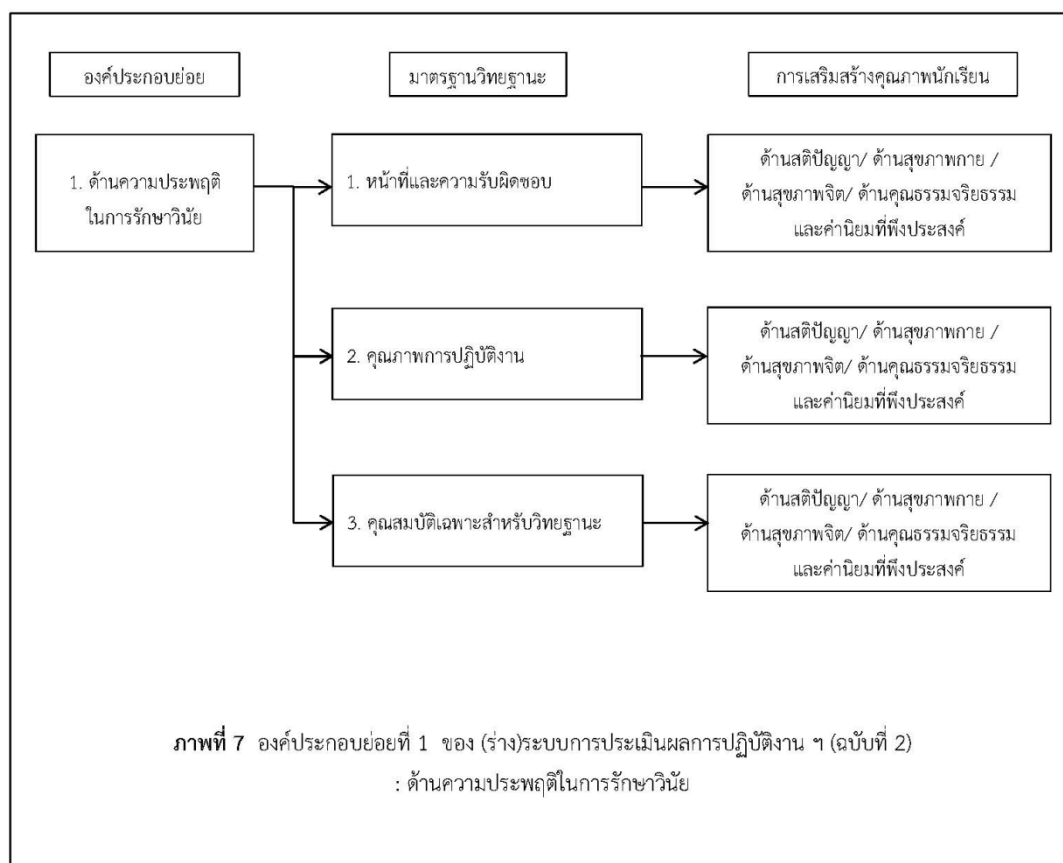 องค์ประกอบย่อย
มาตรฐานวิทยฐานะ
การเสริมสร้างคุณภาพนักเรียน
1. ด้านความประพฤติ
ในการรักษาวินัย
1. หน้าที่และความรับผิดชอบ
ด้านสติปัญญา/ ด้านสุขภาพกาย /
ด้านสุขภาพจิต/ ด้านคุณธรรมจริยธรรม
และค่านิยมที่พึงประสงค์
2. คุณภาพการปฏิบัติงาน
ด้านสติปัญญา/ ด้านสุขภาพกาย /
ด้านสุขภาพจิต/ ด้านคุณธรรมจริยธรรม
และค่านิยมที่พึงประสงค์
3. คุณสมบัติเฉพาะสำหรับวิทยฐานะ
ด้านสติปัญญา/ ด้านสุขภาพกาย /
ด้านสุขภาพจิต/ ด้านคุณธรรมจริยธรรม
และค่านิยมที่พึงประสงค์
ภาพที่ 7 องค์ประกอบย่อยที่ 1 ของ (ร่าง)ระบบการประเมินผลการปฏิบัติงาน ฯ (ฉบับที่ 2)
: ด้านความประพฤติในการรักษาวินัย